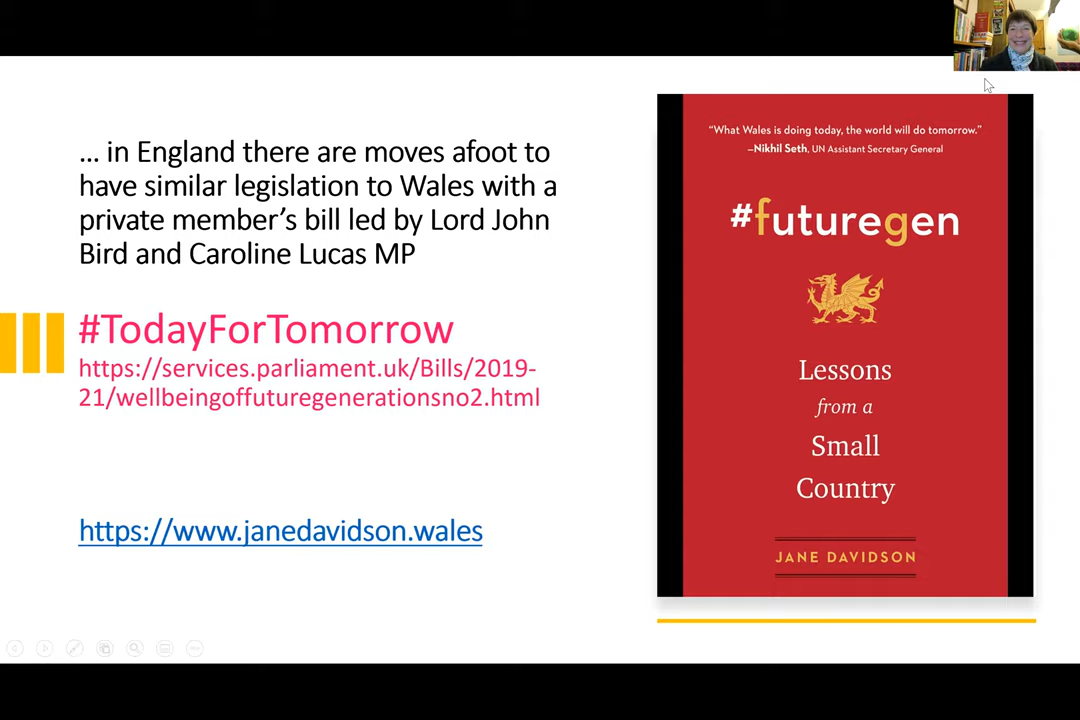 ... in England there are moves afoot to
have similar legislation to Wales with a
private member’s bill led by Lord John
Bird and Caroline Lucas MP
#TodayForTomorrow
https://services.parliament.uk/Bills/2019-
21/wellbeingoffuturegenerationsno2.html
https://www.janedavidson.wales
“What Wales is doing today, the world will do tomorrow.”
—Nikhil Seth, UN Assistant Secretary General
#futuregen
Lessons
from a
Small
Country
JANE DAVIDSON